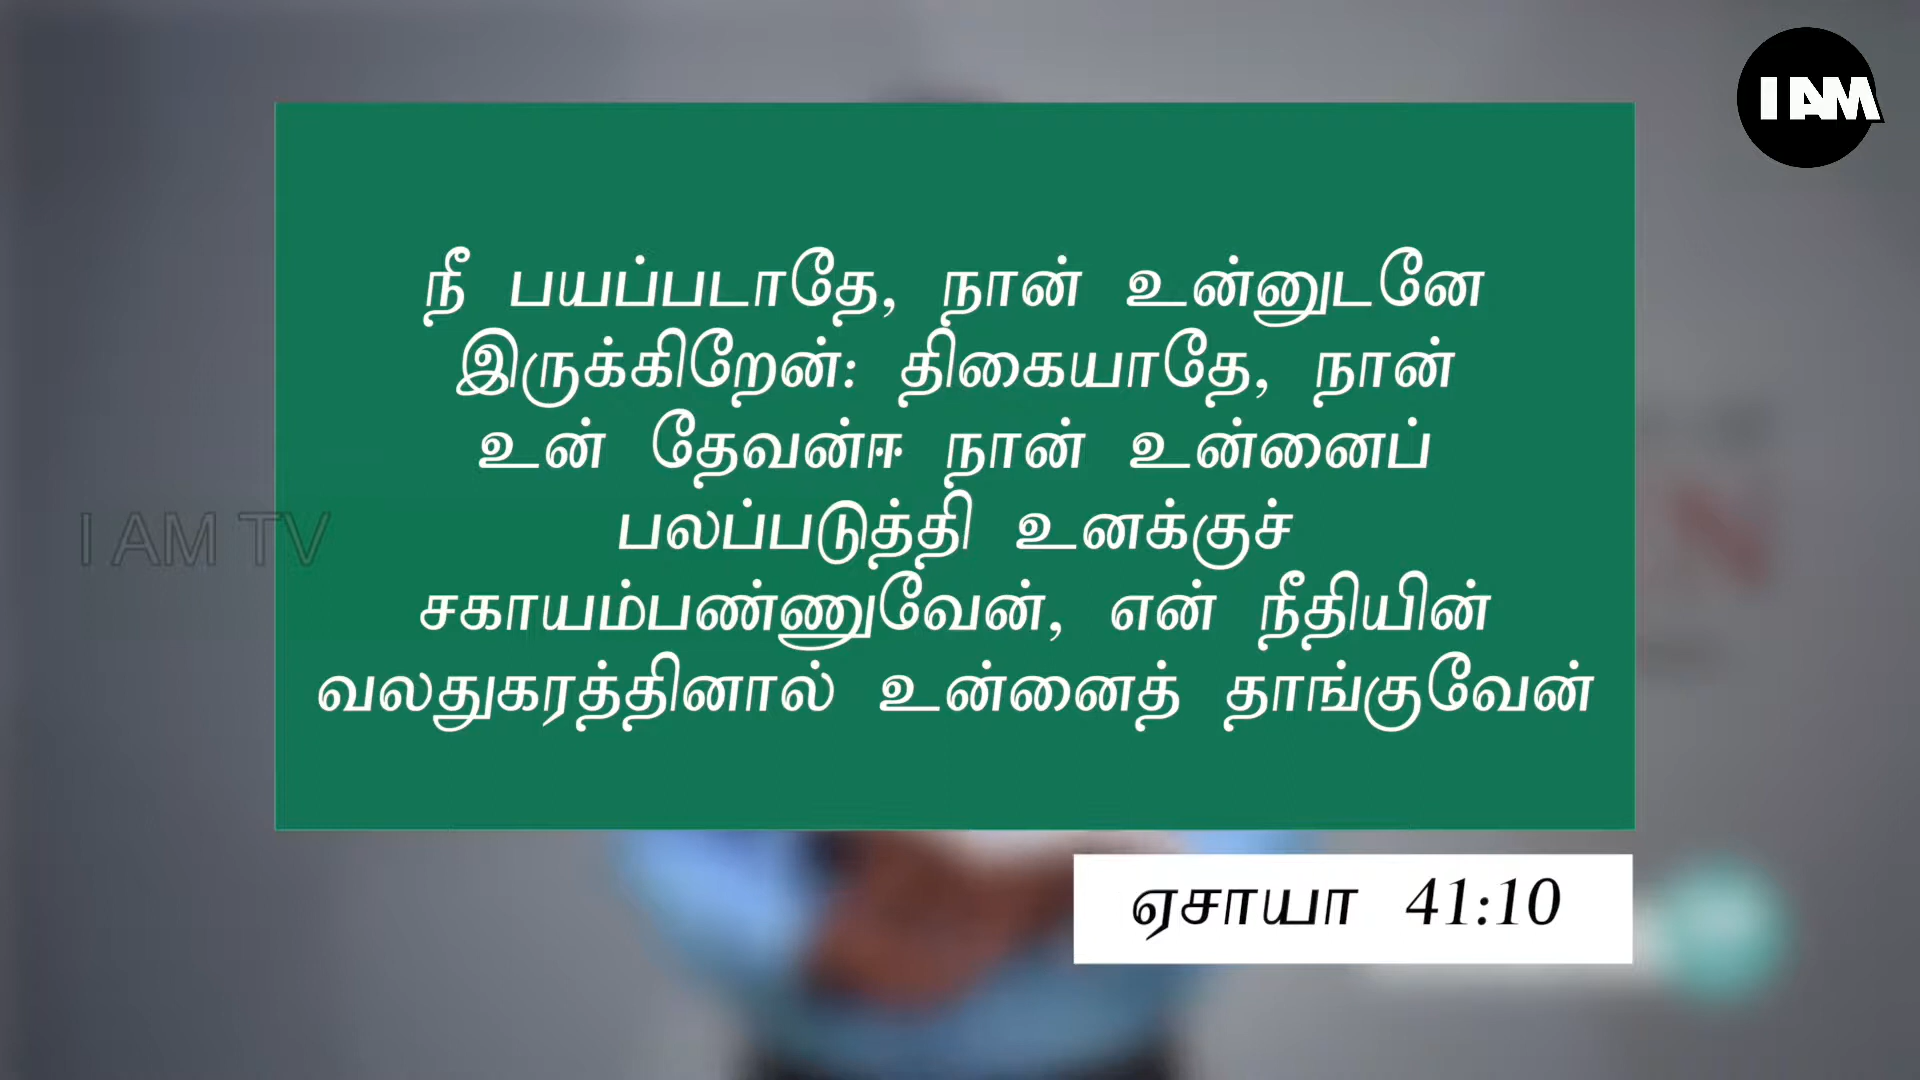 I AM
நீ பயப்படாதே, நான் உன்னுடனே
இருக்கிறேன்: திகையாதே, நான்
உன் தேவன்ஈ நான் உன்னைப்
பலப்படுத்தி உனக்குச்
சகாயம்பண்ணுவேன், என் நீதியின்
வலதுகரத்தினால் உன்னைத் தாங்குவேன்
I AM TV
ஏசாயா 41:10